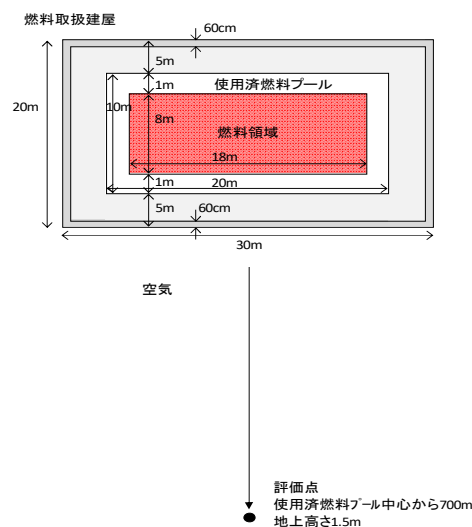 燃料取扱建屋
60cm
5m
20m
1m
使用済燃料プール
10m
8m
燃料領域
18m
1m
20m
5m
60cm
30m
空気
評価点
使用済燃料プール中心から700m
地上高さ1.5m